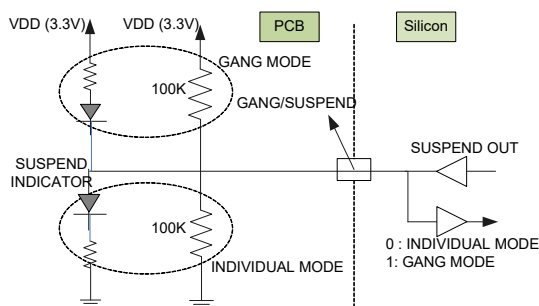 VDD (3.3V)
VDD (3.3V)
PCB
Silicon
GANG MODE
100K
GANG/SUSPEND
SUSPEND OUT
SUSPEND
INDICATOR
100K
0 : INDIVIDUAL MODE
1: GANG MODE
INDIVIDUAL MODE